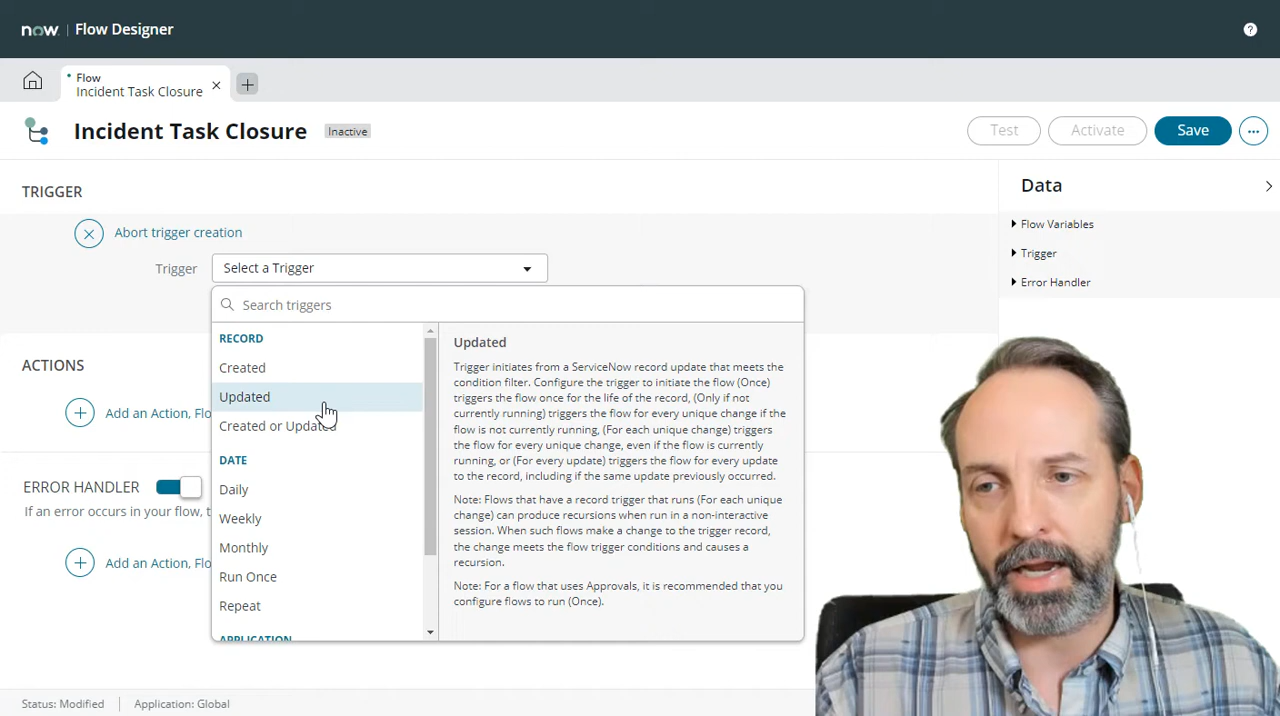 now. | Flow Designer
Flow
Incident Task Closure
Incident Task Closure
Inactive
Test
Activate
Save
TRIGGER
Abort trigger creation
Trigger
Select a Trigger
Search triggers
RECORD
Created
Updated
Created or Updated
DATE
Daily
Weekly
Monthly
Run Once
Repeat
APPLICATION
Updated
Trigger initiates from a ServiceNow record update that meets the
condition filter. Configure the trigger to initiate the flow (Once)
triggers the flow once for the life of the record, (Only if not
currently running) triggers the flow for every unique change if the
flow is not currently running, (For each unique change) triggers
the flow for every unique change, even if the flow is currently
running, or (For every update) triggers the flow for every update
to the record, including if the same update previously occurred.
Note: Flows that have a record trigger that runs (For each unique
change) can produce recursions when run in a non-interactive
session. When such flows make a change to the trigger record,
the change meets the flow trigger conditions and causes a
recursion.
Note: For a flow that uses Approvals, it is recommended that you
configure flows to run (Once).
ACTIONS
Add an Action, Flo
ERROR HANDLER
If an error occurs in your flow, t
Add an Action, Flo
Data
Flow Variables
Trigger
Error Handler
Status: Modified
Application: Global